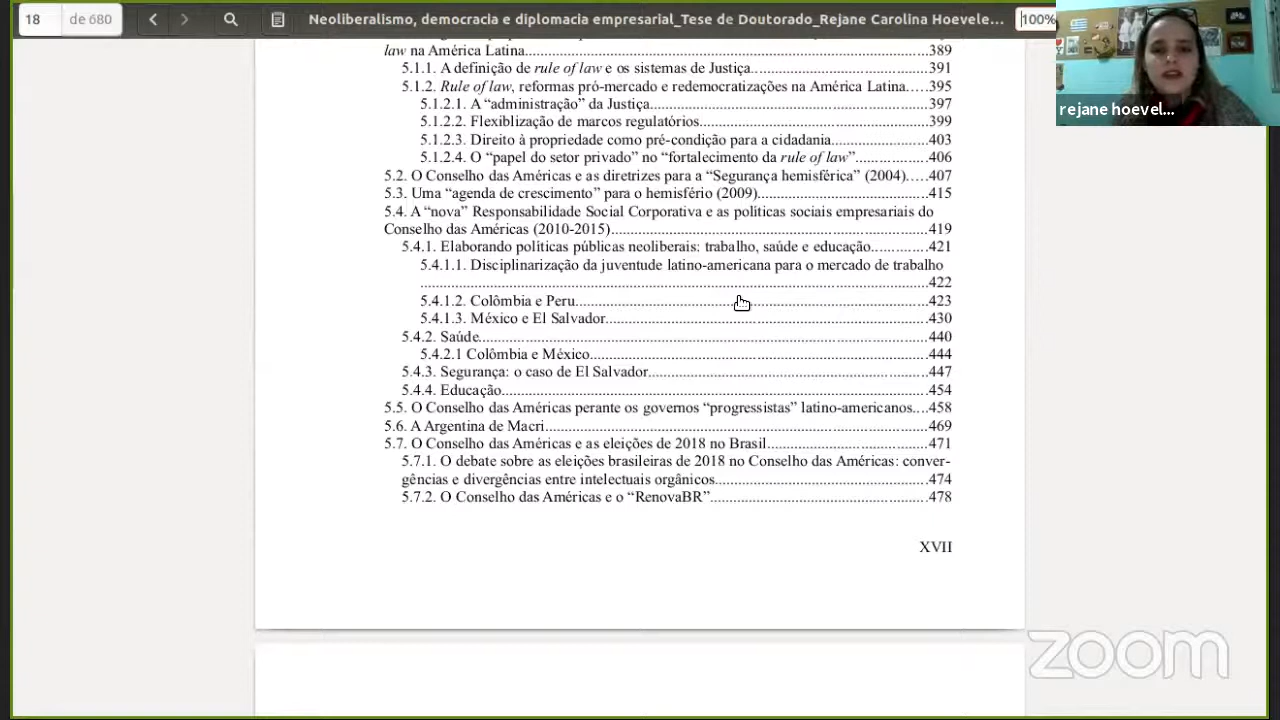 18
de 680
Neoliberalismo, democracia e diplomacia empresarial_Tese de Doutorado_Rejane Carolina Hoevele...
100%
rejane hoevel...
law na América Latina...389
5.1.1. A definição de rule of law e os sistemas de Justiça...391
5.1.2. Rule of law, reformas pró-mercado e redemocratizações na América Latina.....395
5.1.2.1. A “administração” da Justiça...397
5.1.2.2. Flexiblização de marcos regulatórios...399
5.1.2.3. Direito à propriedade como pré-condição para a cidadania...403
5.1.2.4. O “papel do setor privado” no “fortalecimento da rule of law”...406
5.2. O Conselho das Américas e as diretrizes para a “Segurança hemisférica” (2004).....407
5.3. Uma “agenda de crescimento” para o hemisfério (2009)...415
5.4. A “nova” Responsabilidade Social Corporativa e as políticas sociais empresariais do
Conselho das Américas (2010-2015)...419
5.4.1. Elaborando políticas públicas neoliberais: trabalho, saúde e educação...421
5.4.1.1. Disciplinarização da juventude latino-americana para o mercado de trabalho
...422
5.4.1.2. Colômbia e Peru...423
5.4.1.3. México e El Salvador...430
5.4.2. Saúde...440
5.4.2.1 Colômbia e México...444
5.4.3. Segurança: o caso de El Salvador...447
5.4.4. Educação...454
5.5. O Conselho das Américas perante os governos “progressistas” latino-americanos....458
5.6. A Argentina de Macri...469
5.7. O Conselho das Américas e as eleições de 2018 no Brasil...471
5.7.1. O debate sobre as eleições brasileiras de 2018 no Conselho das Américas: conver-
gências e divergências entre intelectuais orgânicos...474
5.7.2. O Conselho das Américas e o “RenovaBR”...478
XVII
zoom